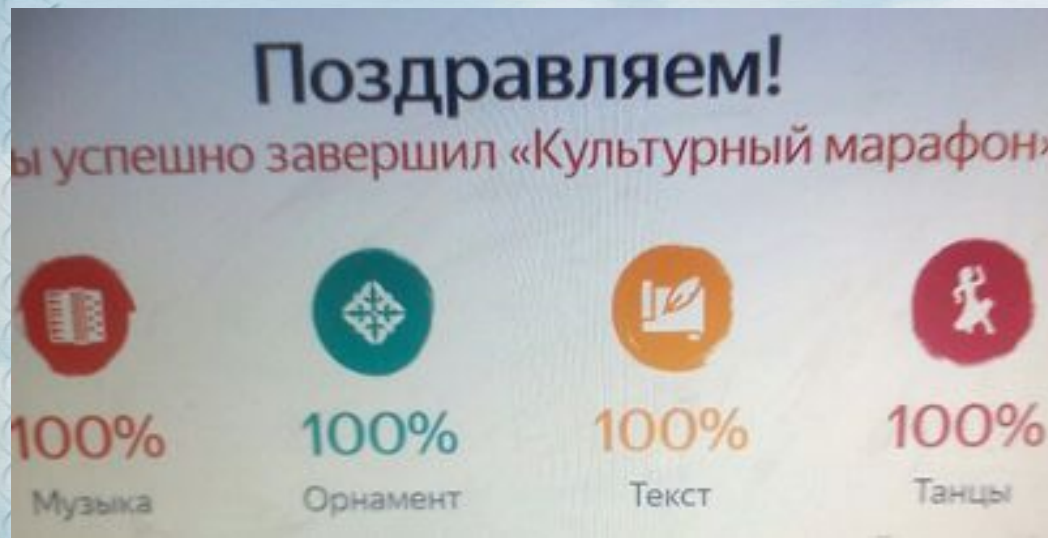 Поздравляем!
ы успешно завершил «Культурный марафон»
100% 100% 100% 100%
Музыка Орнамент Текст Танцы